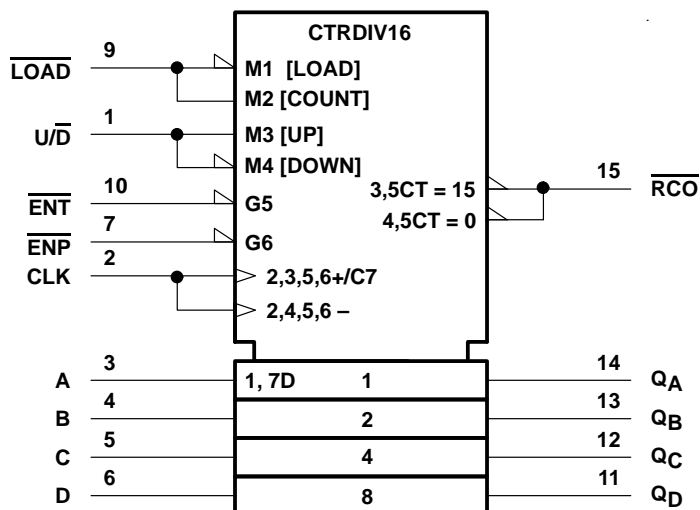 CTRDIV16
9
LOAD
M1 [LOAD]
M2 [COUNT]
1
U/D
M3 [UP]
M4 [DOWN]
10
ENT
G5
7
ENP
G6
2
CLK
2,3,5,6+/C7
2,4,5,6 –
3,5CT = 15
4,5CT = 0
15
RCO
3
A
1, 7D
1
14
QA
4
B
2
13
QB
5
C
4
12
QC
6
D
8
11
QD